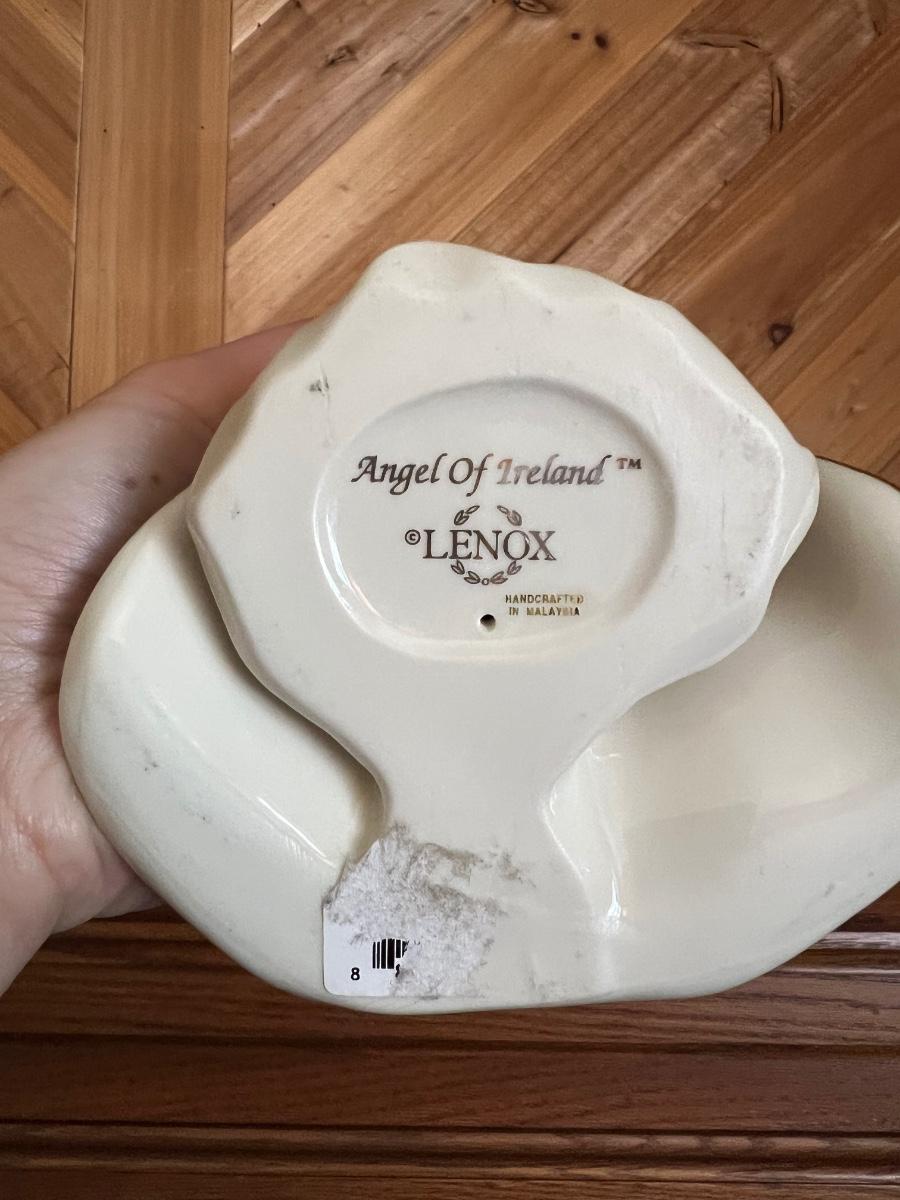 Angel Of Ireland™
©LENOX
HANDCRAFTED
IN MALAYSIA
8